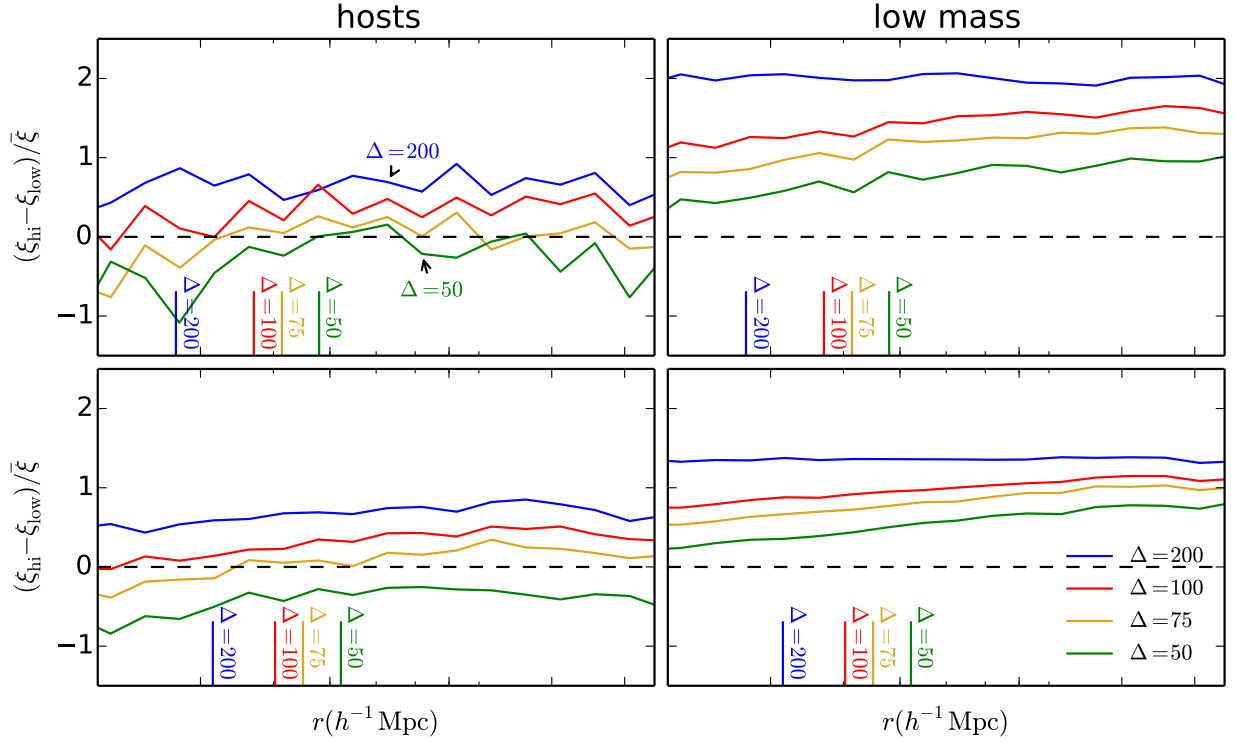 hosts
low mass
(ξhi−ξlow)/ξ̄
2
1
0
−1
Δ=200
Δ=50
Δ=200
Δ=100
Δ=75
Δ=50
Δ=200
Δ=100
Δ=75
Δ=50
(ξhi−ξlow)/ξ̄
2
1
0
−1
Δ=200
Δ=100
Δ=75
Δ=50
Δ=200
Δ=100
Δ=75
Δ=50
Δ=200
Δ=100
Δ=75
Δ=50
r(h⁻¹ Mpc)
r(h⁻¹ Mpc)